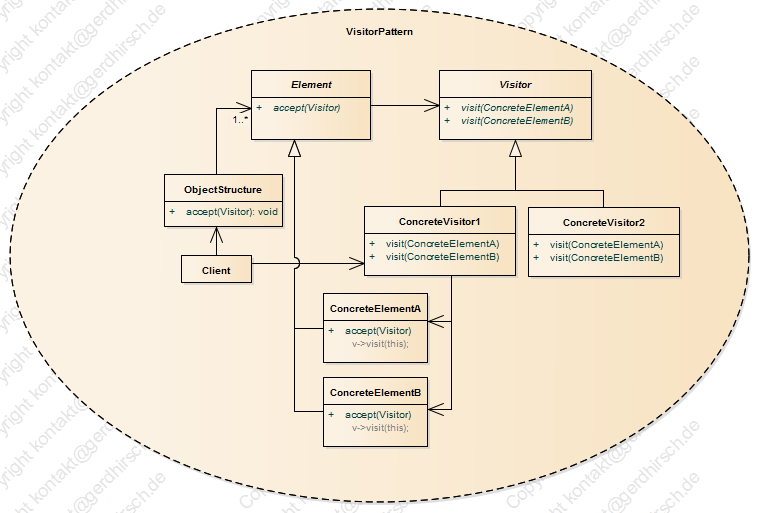 VisitorPattern
Element
+ accept(Visitor)
Visitor
+ visit(ConcreteElementA)
+ visit(ConcreteElementB)
1..*
ObjectStructure
+ accept(Visitor): void
Client
ConcreteVisitor1
+ visit(ConcreteElementA)
+ visit(ConcreteElementB)
ConcreteVisitor2
+ visit(ConcreteElementA)
+ visit(ConcreteElementB)
ConcreteElementA
+ accept(Visitor)
v->visit(this);
ConcreteElementB
+ accept(Visitor)
v->visit(this);
Copyright kontakt@gerdhirsch.de